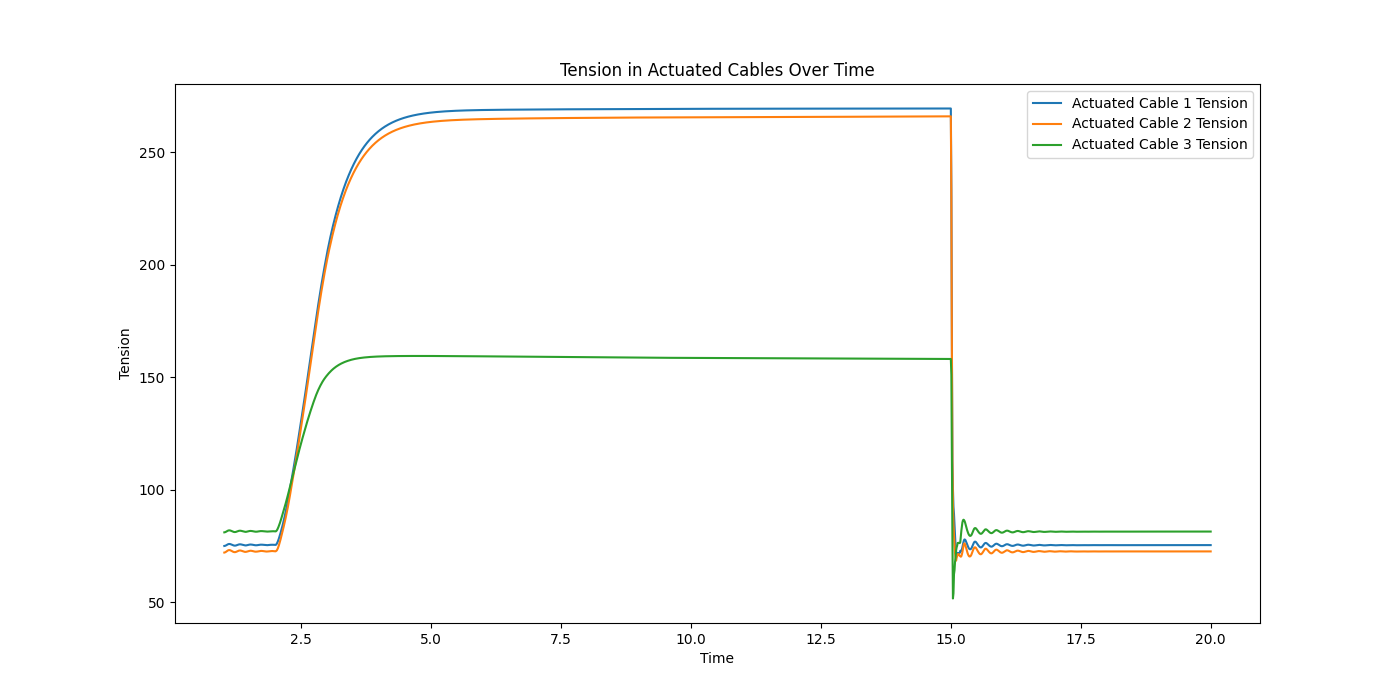 Tension in Actuated Cables Over Time
Actuated Cable 1 Tension
Actuated Cable 2 Tension
Actuated Cable 3 Tension
Tension
250
200
150
100
50
2.5 5.0 7.5 10.0 12.5 15.0 17.5 20.0
Time